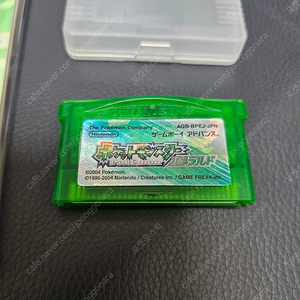 The Pokémon Company
AGB-BPEJ-JPN
Nintendo
ゲームボーイ アドバンス
ポケットモンスター
エメラルド
©2004 Pokémon.
©1995-2004 Nintendo / Creatures inc. / GAME FREAK inc.